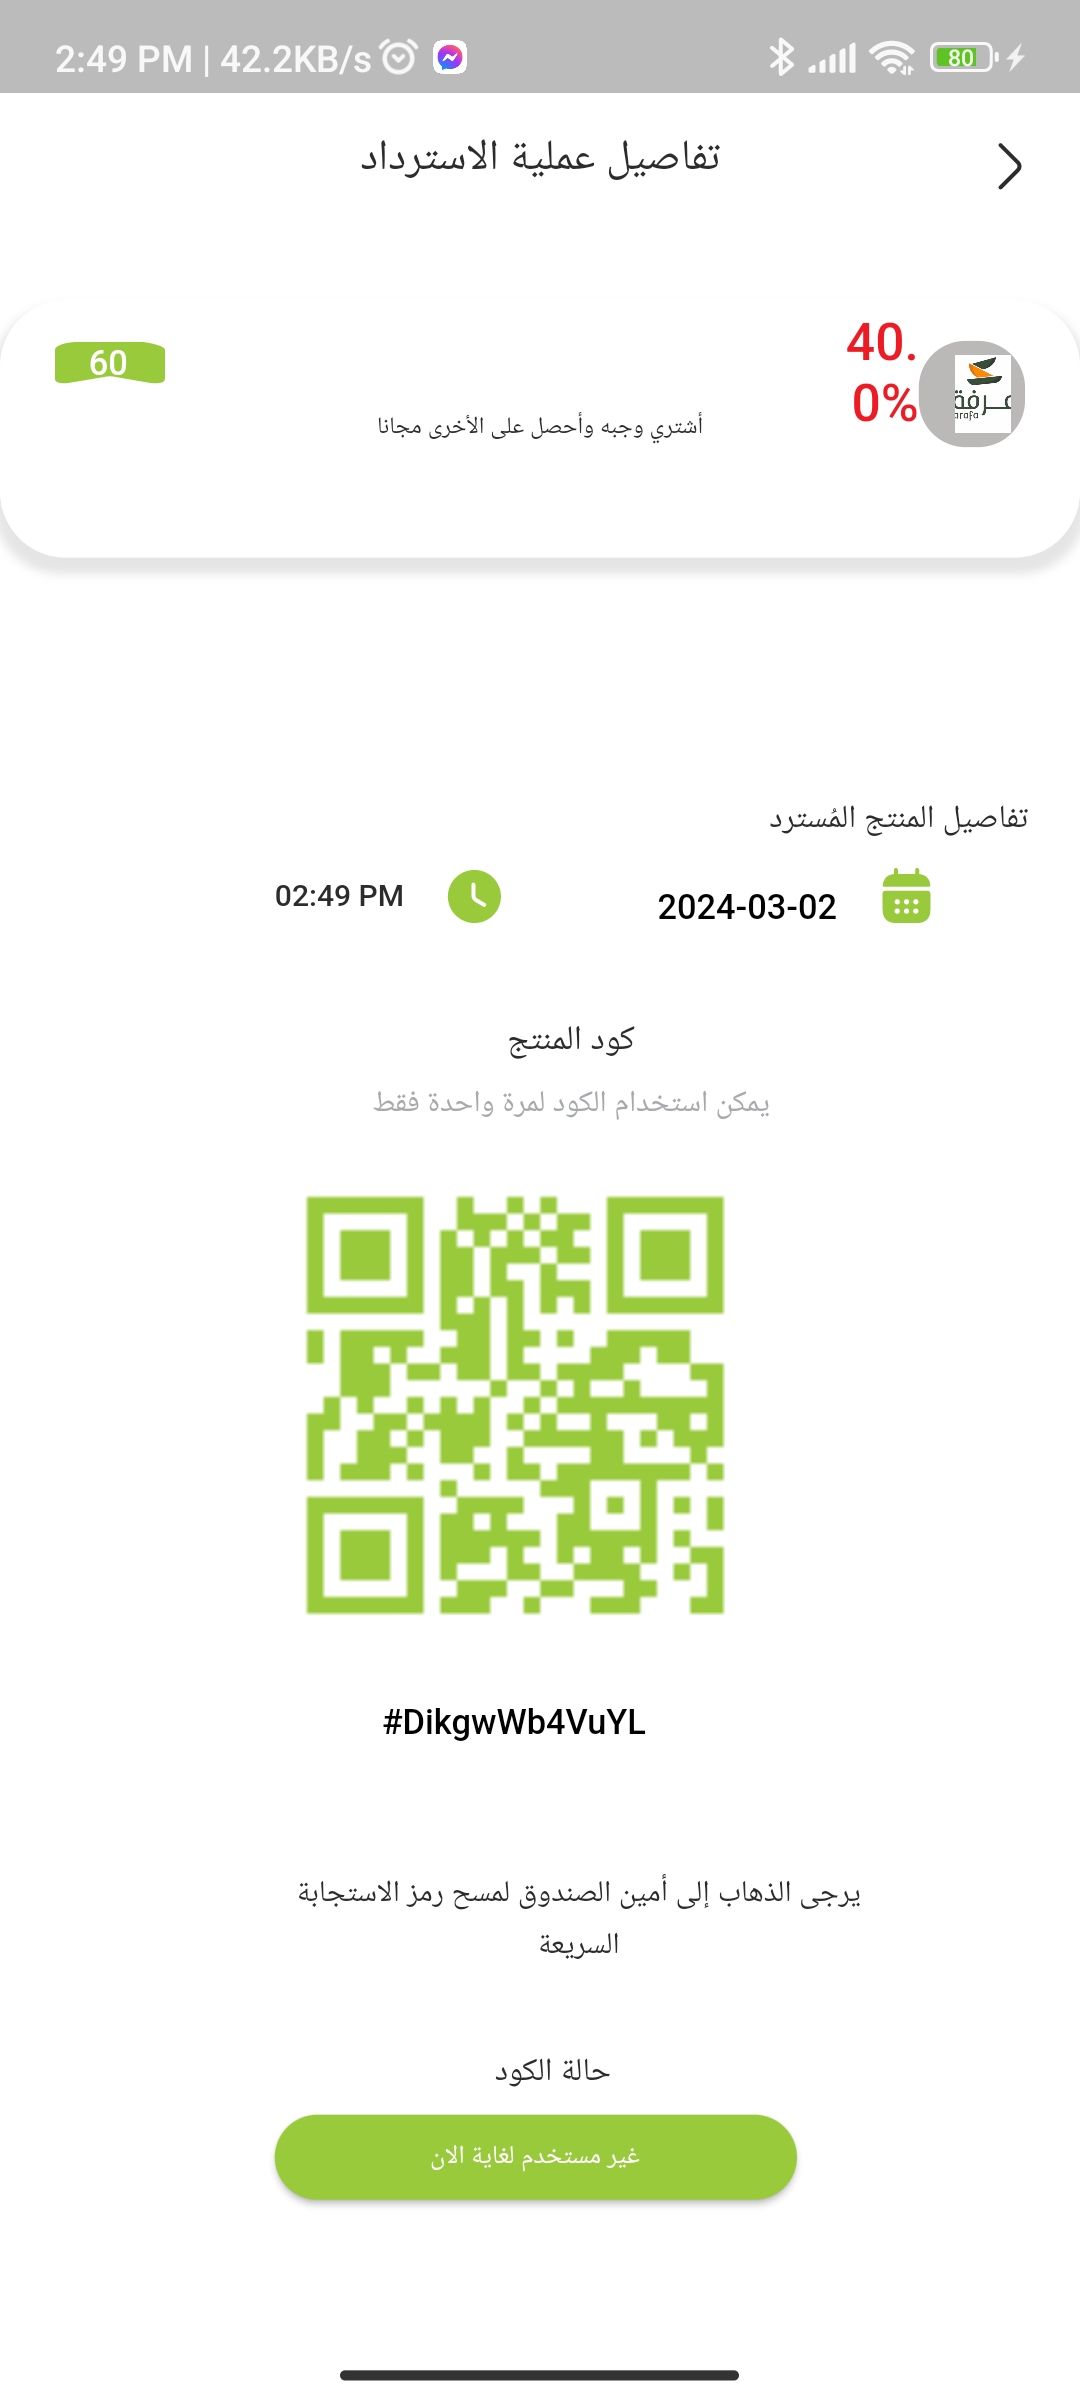 2:49 PM | 42.2KB/s
80
تفاصيل عملية الاسترداد
40.
0%
60
أشتري وجبه وأحصل على الأخرى مجانا
تفاصيل المنتج المُسترد
2024-03-02
02:49 PM
كود المنتج
يمكن استخدام الكود لمرة واحدة فقط
#DikgwWb4VuYL
يرجى الذهاب إلى أمين الصندوق لمسح رمز الاستجابة
السريعة
حالة الكود
غير مستخدم لغاية الان